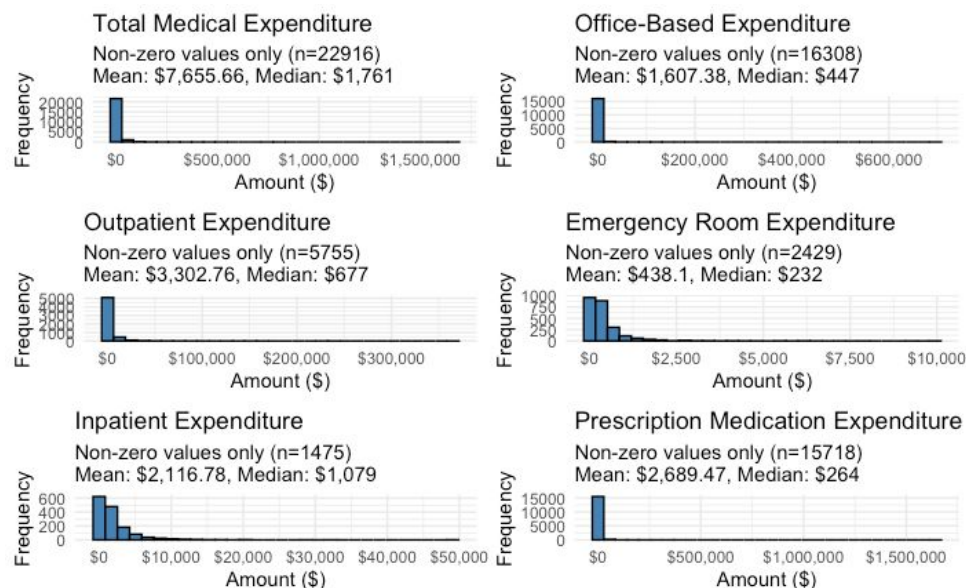 Total Medical Expenditure
Non-zero values only (n=22916)
Mean: $7,655.66, Median: $1,761
Frequency
20000
15000
10000
5000
0
$0 $500,000 $1,000,000 $1,500,000
Amount ($)
Office-Based Expenditure
Non-zero values only (n=16308)
Mean: $1,607.38, Median: $447
Frequency
15000
10000
5000
0
$0 $200,000 $400,000 $600,000
Amount ($)
Outpatient Expenditure
Non-zero values only (n=5755)
Mean: $3,302.76, Median: $677
Frequency
5000
4000
3000
2000
1000
0
$0 $100,000 $200,000 $300,000
Amount ($)
Emergency Room Expenditure
Non-zero values only (n=2429)
Mean: $438.1, Median: $232
Frequency
1000
750
500
250
0
$0 $2,500 $5,000 $7,500 $10,000
Amount ($)
Inpatient Expenditure
Non-zero values only (n=1475)
Mean: $2,116.78, Median: $1,079
Frequency
600
400
200
0
$0 $10,000 $20,000 $30,000 $40,000 $50,000
Amount ($)
Prescription Medication Expenditure
Non-zero values only (n=15718)
Mean: $2,689.47, Median: $264
Frequency
15000
10000
5000
0
$0 $500,000 $1,000,000 $1,500,000
Amount ($)